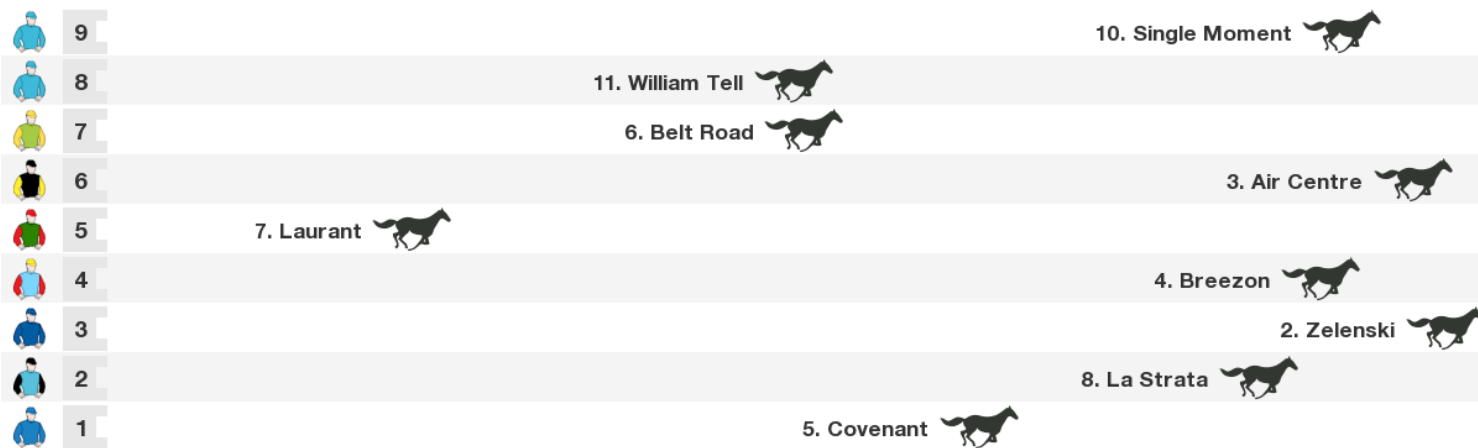 9 10. Single Moment
8 11. William Tell
7 6. Belt Road
6 3. Air Centre
5 7. Laurant
4 4. Breezon
3 2. Zelenski
2 8. La Strata
1 5. Covenant